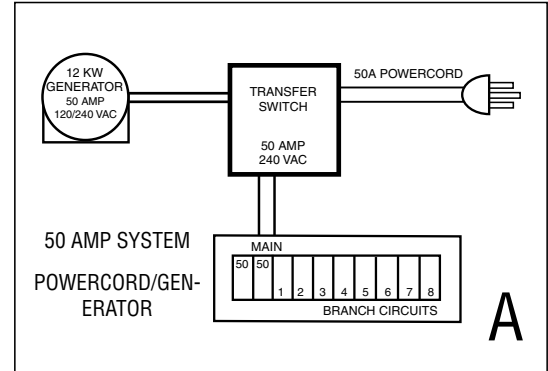 12 KW
GENERATOR
50 AMP
120/240 VAC
TRANSFER
SWITCH
50 AMP
240 VAC
50A POWERCORD
50 AMP SYSTEM
POWERCORD/GEN-
ERATOR
MAIN
50 50
1 2 3 4 5 6 7 8
BRANCH CIRCUITS
A